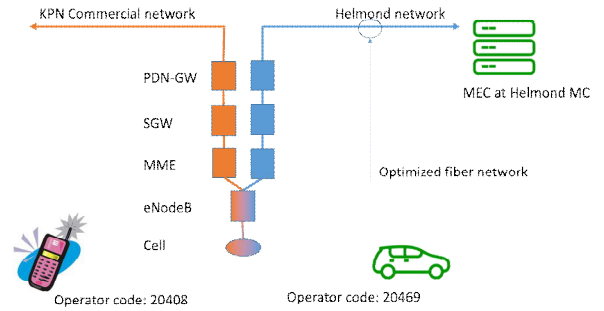 KPN Commercial network
Helmond network
PDN-GW
MEC at Helmond MC
SGW
MME
Optimized fiber network
eNodeB
Cell
Operator code: 20408
Operator code: 20469